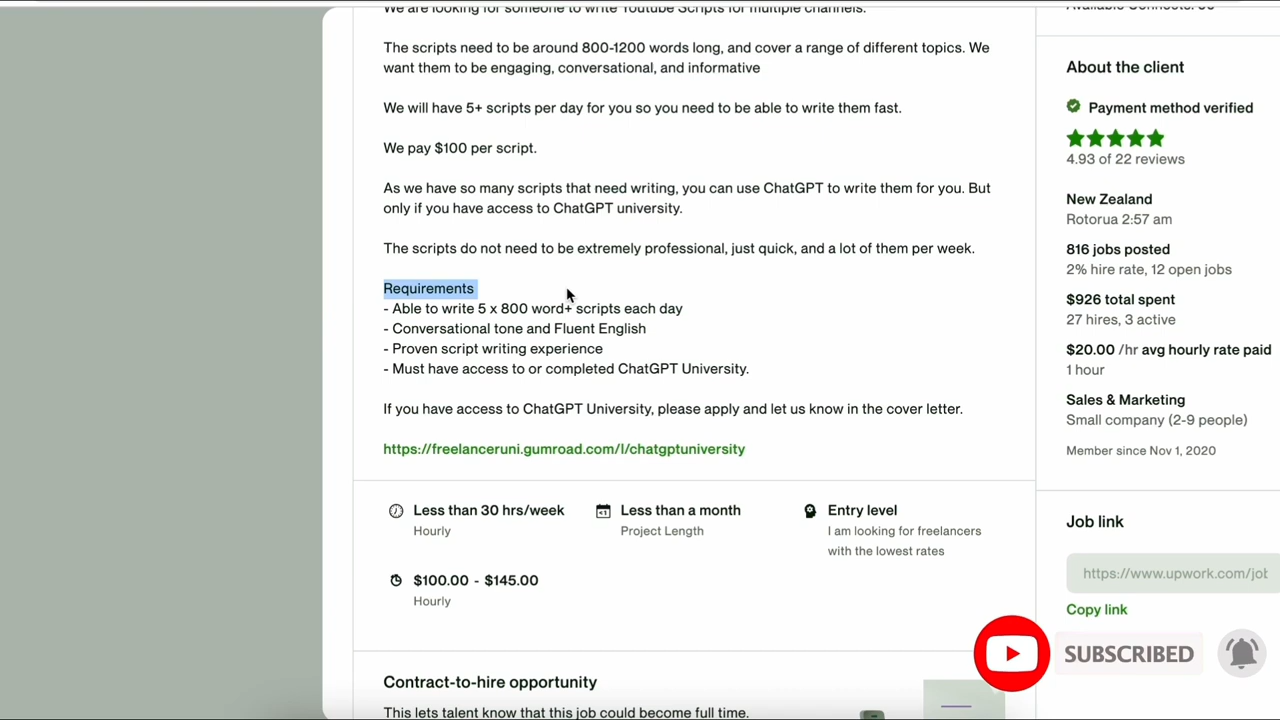 We are looking for someone to write Youtube Scripts for multiple channels.
The scripts need to be around 800-1200 words long, and cover a range of different topics. We
want them to be engaging, conversational, and informative
We will have 5+ scripts per day for you so you need to be able to write them fast.
We pay $100 per script.
As we have so many scripts that need writing, you can use ChatGPT to write them for you. But
only if you have access to ChatGPT university.
The scripts do not need to be extremely professional, just quick, and a lot of them per week.
Requirements
- Able to write 5 x 800 word+ scripts each day
- Conversational tone and Fluent English
- Proven script writing experience
- Must have access to or completed ChatGPT University.
If you have access to ChatGPT University, please apply and let us know in the cover letter.
https://freelanceruni.gumroad.com/l/chatgptuniversity
Less than 30 hrs/week
Hourly
Less than a month
Project Length
Entry level
I am looking for freelancers
with the lowest rates
$100.00 - $145.00
Hourly
Contract-to-hire opportunity
This lets talent know that this job could become full time.
About the client
Payment method verified
4.93 of 22 reviews
New Zealand
Rotorua 2:57 am
816 jobs posted
2% hire rate, 12 open jobs
$926 total spent
27 hires, 3 active
$20.00 /hr avg hourly rate paid
1 hour
Sales & Marketing
Small company (2-9 people)
Member since Nov 1, 2020
Job link
https://www.upwork.com/job
Copy link
SUBSCRIBED